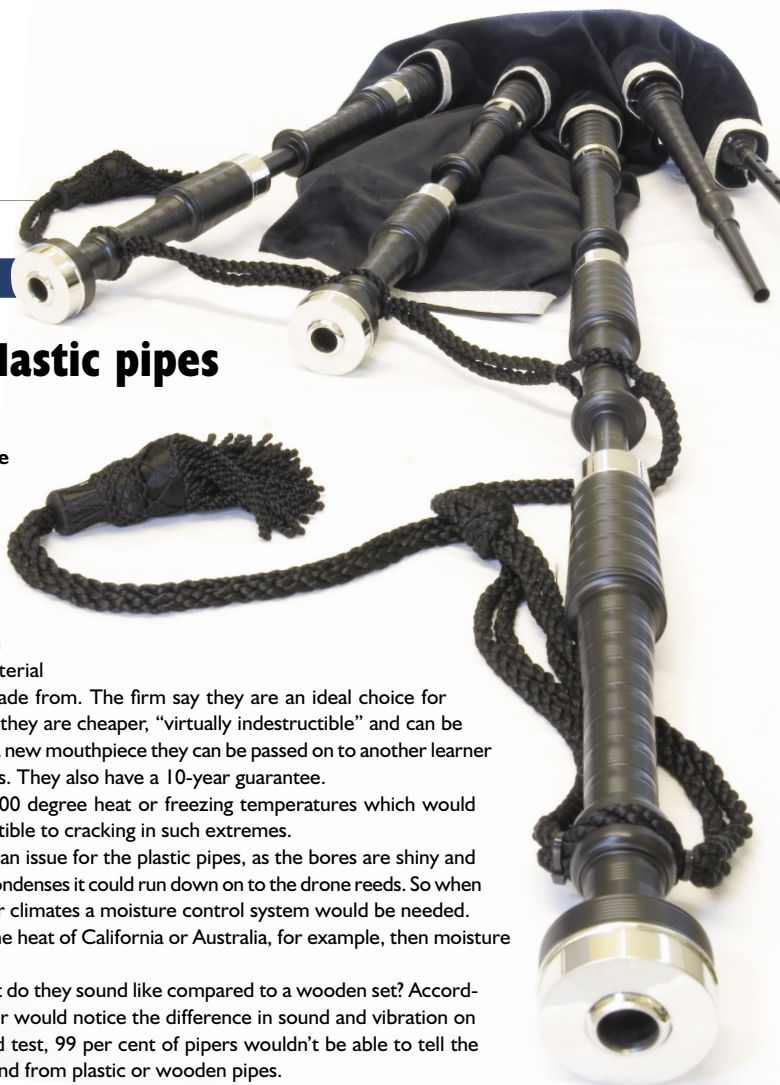 lastic pipes
e
terial
ade from. The firm say they are an ideal choice for
they are cheaper, “virtually indestructible” and can be
new mouthpiece they can be passed on to another learner
s. They also have a 10-year guarantee.
00 degree heat or freezing temperatures which would
tible to cracking in such extremes.
an issue for the plastic pipes, as the bores are shiny and
ondenses it could run down on to the drone reeds. So when
r climates a moisture control system would be needed.
ne heat of California or Australia, for example, then moisture
t do they sound like compared to a wooden set? Accord-
r would notice the difference in sound and vibration on
d test, 99 per cent of pipers wouldn’t be able to tell the
nd from plastic or wooden pipes.